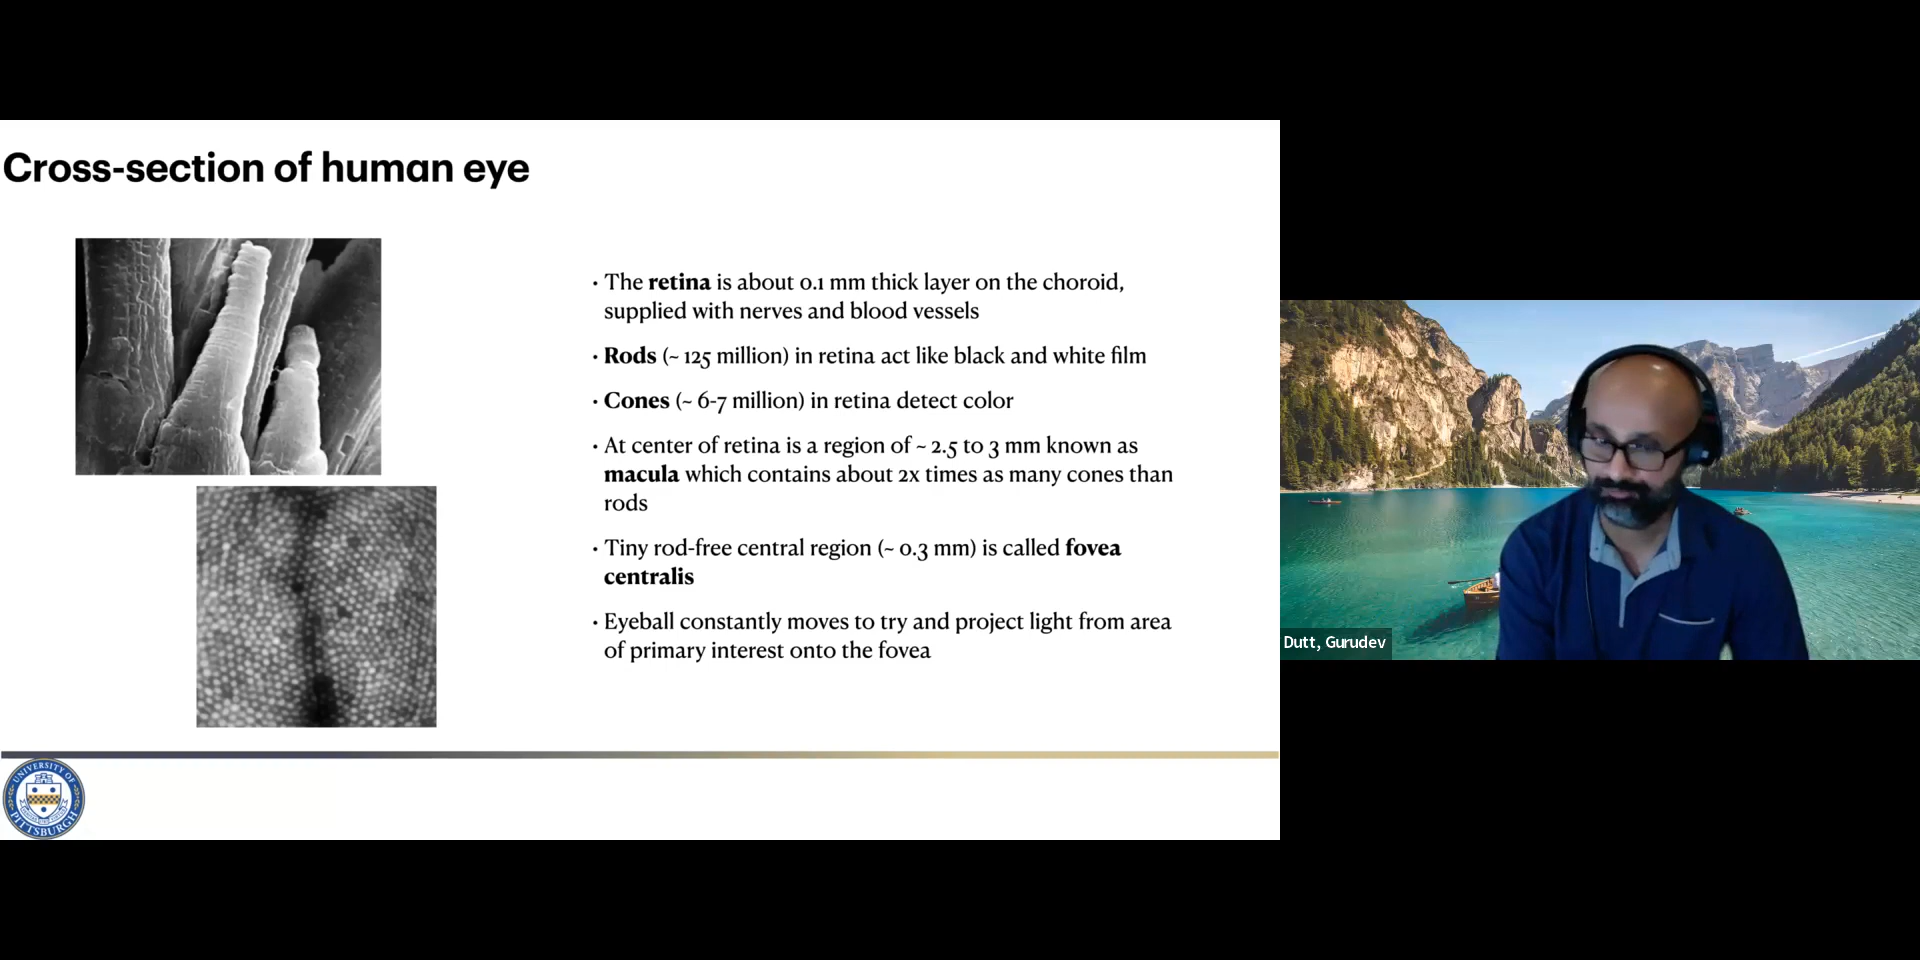 Cross-section of human eye
· The retina is about 0.1 mm thick layer on the choroid,
supplied with nerves and blood vessels
· Rods (~ 125 million) in retina act like black and white film
· Cones (~ 6-7 million) in retina detect color
· At center of retina is a region of ~ 2.5 to 3 mm known as
macula which contains about 2x times as many cones than
rods
· Tiny rod-free central region (~ 0.3 mm) is called fovea
centralis
· Eyeball constantly moves to try and project light from area
of primary interest onto the fovea
UNIVERSITY OF
PITTSBURGH
Dutt, Gurudev